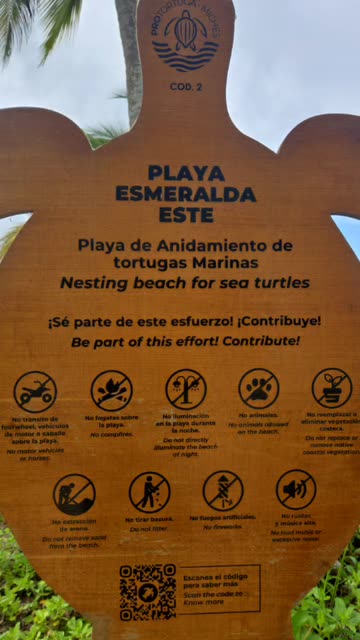 PROTORTUGA - MICHES
COD. 2
PLAYA
ESMERALDA
ESTE
Playa de Anidamiento de
tortugas Marinas
Nesting beach for sea turtles
¡Sé parte de este esfuerzo! ¡Contribuye!
Be part of this effort! Contribute!
No transito de
fourwheel, vehículos
de motor o caballo
sobre la playa.
No motor vehicles
or horses.
No fogatas sobre
la playa.
No campfires.
No iluminación
en la playa durante
la noche.
Do not directly
illuminate the beach
at night.
No animales.
No animals allowed
on the beach.
No reemplazar o
eliminar vegetación
costera.
Do not replace or
remove native
coastal vegetation.
No extracción
de arena.
Do not remove sand
from the beach.
No tirar basura.
Do not litter.
No fuegos artificiales.
No fireworks.
No ruidos
y música alta.
No loud music or
excessive noise.
Escanea el código
para saber más
Scan the code to
Know more